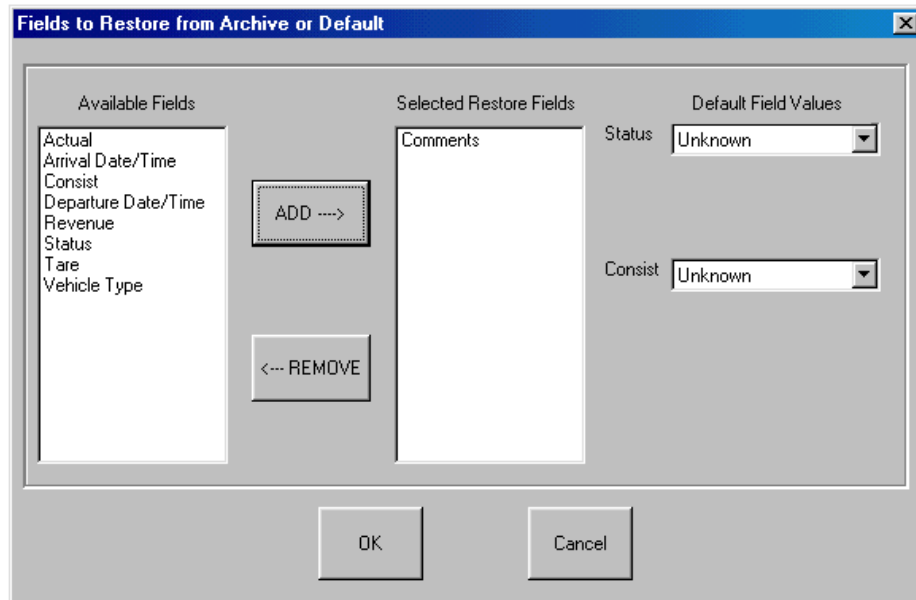 Fields to Restore from Archive or Default
Available Fields
Selected Restore Fields
Default Field Values
Actual
Arrival Date/Time
Consist
Departure Date/Time
Revenue
Status
Tare
Vehicle Type
ADD ---->
<--- REMOVE
Comments
Status
Unknown
Consist
Unknown
OK
Cancel